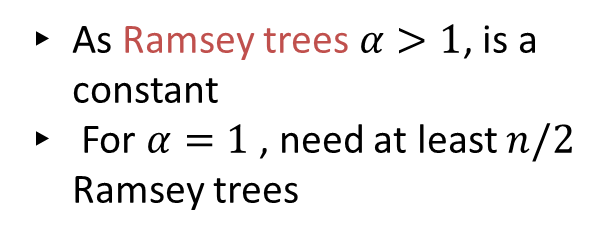 ▸ As Ramsey trees α > 1, is a
constant
▸ For α = 1 , need at least n/2
Ramsey trees